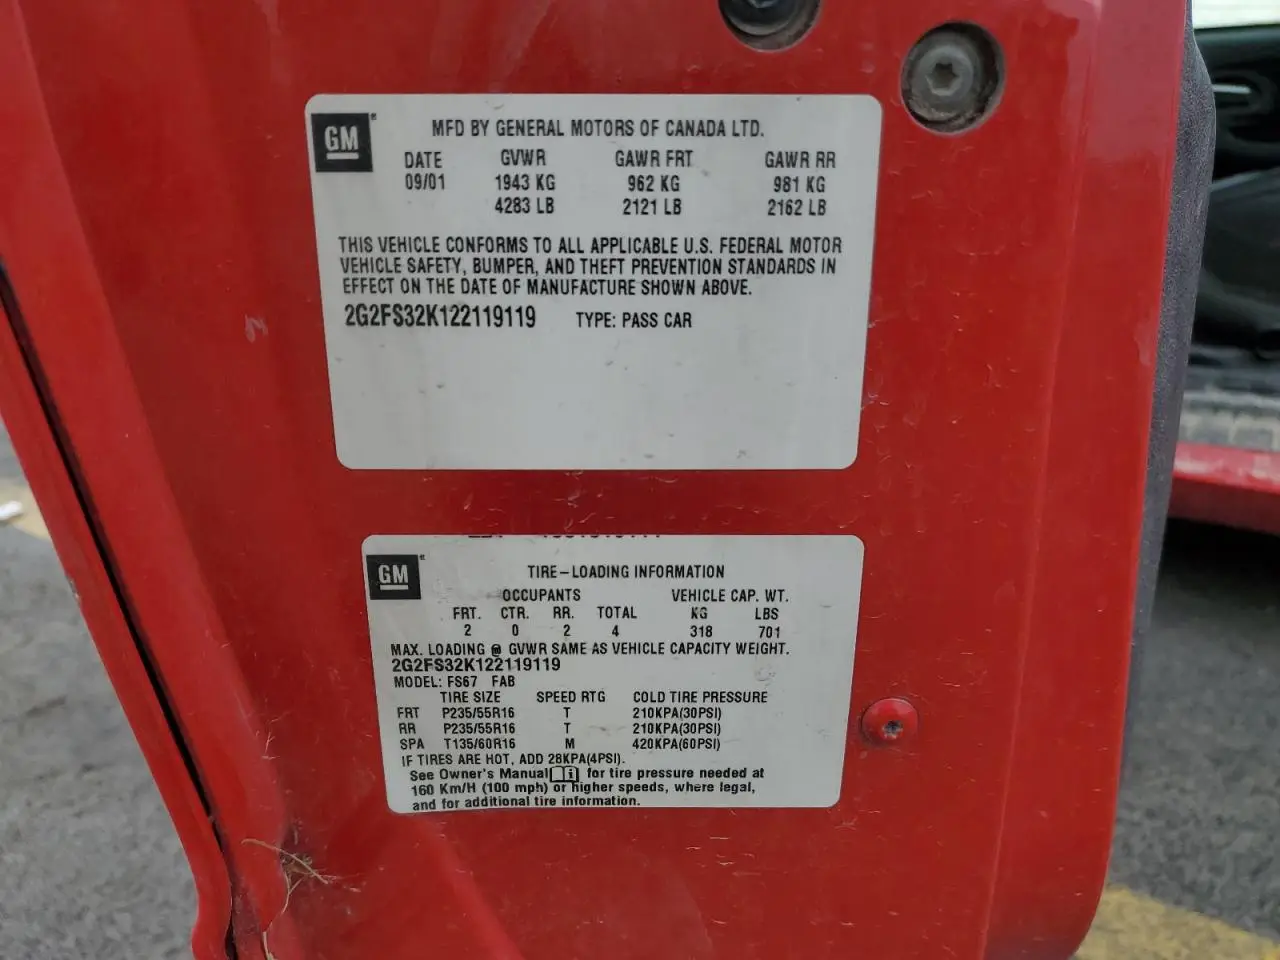 GM
MFD BY GENERAL MOTORS OF CANADA LTD.
DATE GVWR GAWR FRT GAWR RR
09/01 1943 KG 962 KG 981 KG
4283 LB 2121 LB 2162 LB
THIS VEHICLE CONFORMS TO ALL APPLICABLE U.S. FEDERAL MOTOR
VEHICLE SAFETY, BUMPER, AND THEFT PREVENTION STANDARDS IN
EFFECT ON THE DATE OF MANUFACTURE SHOWN ABOVE.
2G2FS32K122119119 TYPE: PASS CAR
GM
TIRE-LOADING INFORMATION
OCCUPANTS VEHICLE CAP. WT.
FRT. CTR. RR. TOTAL KG LBS
2 0 2 4 318 701
MAX. LOADING @ GVWR SAME AS VEHICLE CAPACITY WEIGHT.
2G2FS32K122119119
MODEL: FS67 FAB
TIRE SIZE SPEED RTG COLD TIRE PRESSURE
FRT P235/55R16 T 210KPA(30PSI)
RR P235/55R16 T 210KPA(30PSI)
SPA T135/60R16 M 420KPA(60PSI)
IF TIRES ARE HOT, ADD 28KPA(4PSI).
See Owner's Manual for tire pressure needed at
160 Km/H (100 mph) or higher speeds, where legal,
and for additional tire information.